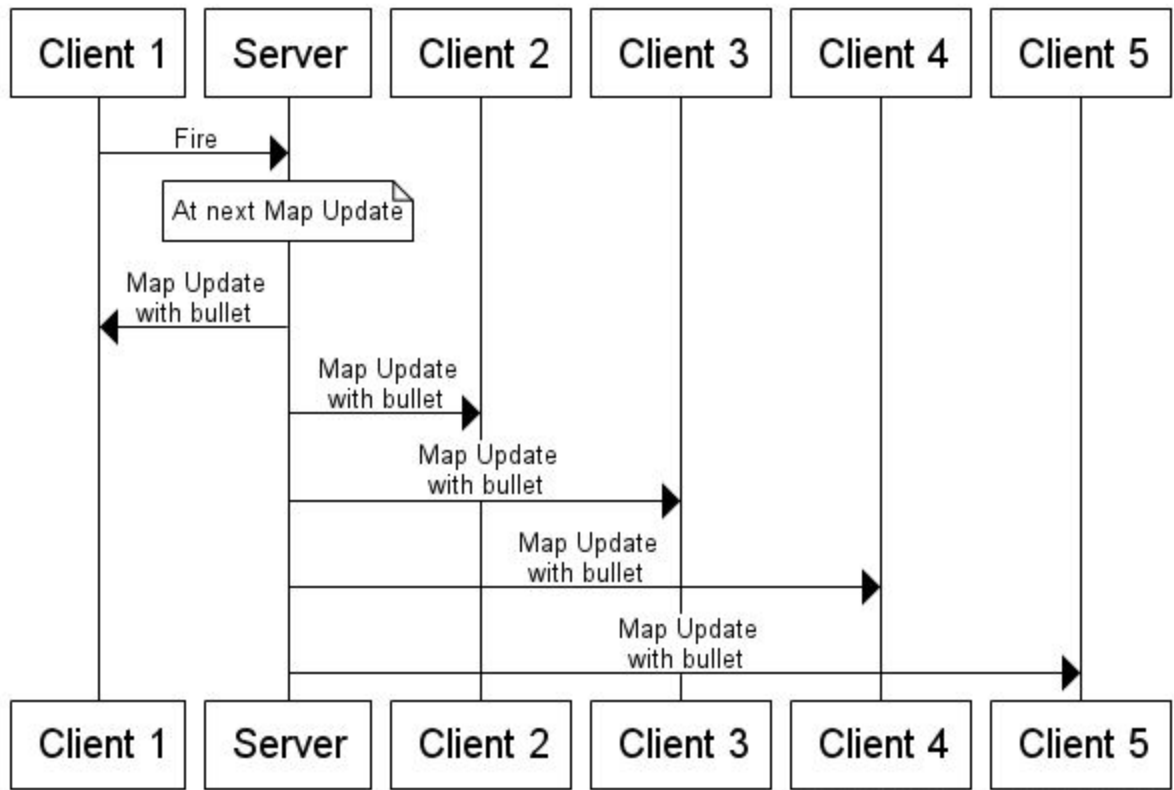 Client 1
Server
Client 2
Client 3
Client 4
Client 5
Fire
At next Map Update
Map Update
with bullet
Map Update
with bullet
Map Update
with bullet
Map Update
with bullet
Map Update
with bullet
Client 1
Server
Client 2
Client 3
Client 4
Client 5